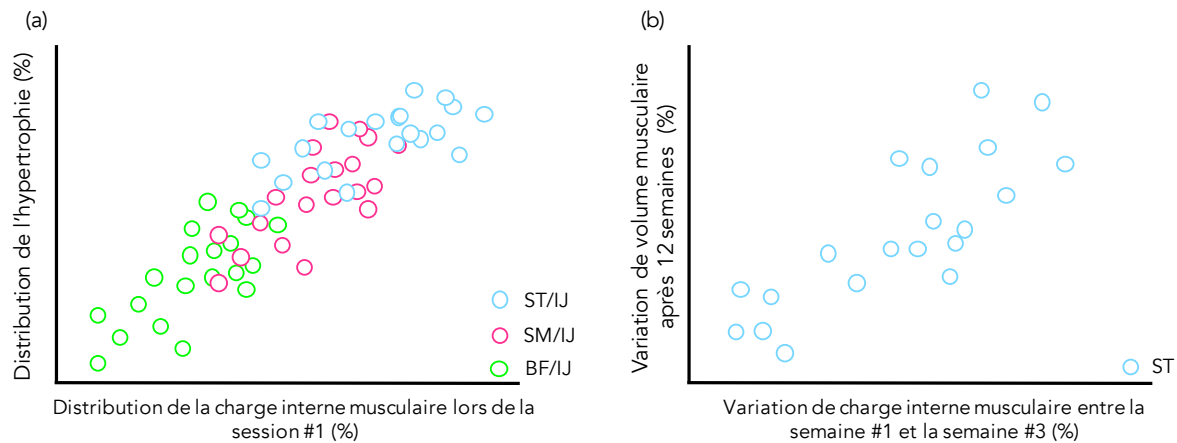 (a)
Distribution de l'hypertrophie (%)
ST/IJ
SM/IJ
BF/IJ
Distribution de la charge interne musculaire lors de la
session #1 (%)
(b)
Variation de volume musculaire
après 12 semaines (%)
ST
Variation de charge interne musculaire entre la
semaine #1 et la semaine #3 (%)